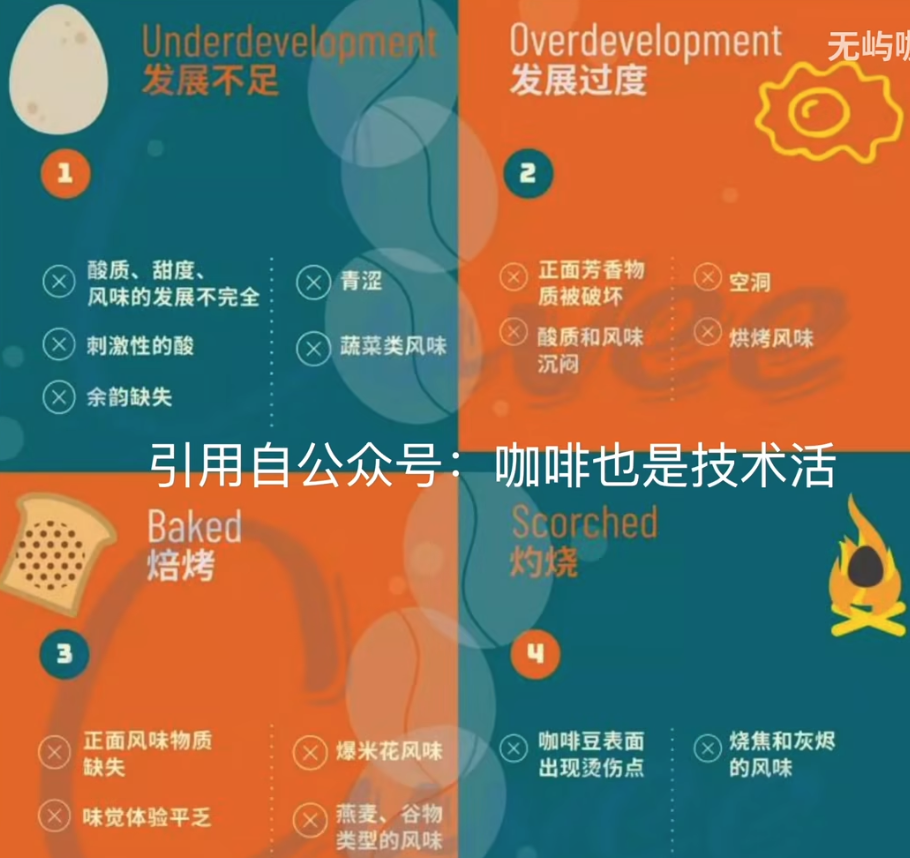 Underdevelopment
发展不足
1
酸质、甜度、
风味的发展不完全
刺激性的酸
余韵缺失
青涩
蔬菜类风味
无屿咖
Overdevelopment
发展过度
2
正面芳香物
质被破坏
酸质和风味
沉闷
空洞
烘烤风味
引用自公众号：咖啡也是技术活
Baked
焙烤
3
正面风味物质
缺失
味觉体验平乏
爆米花风味
燕麦、谷物
类型的风味
Scorched
灼烧
4
咖啡豆表面
出现烫伤点
烧焦和灰烬
的风味